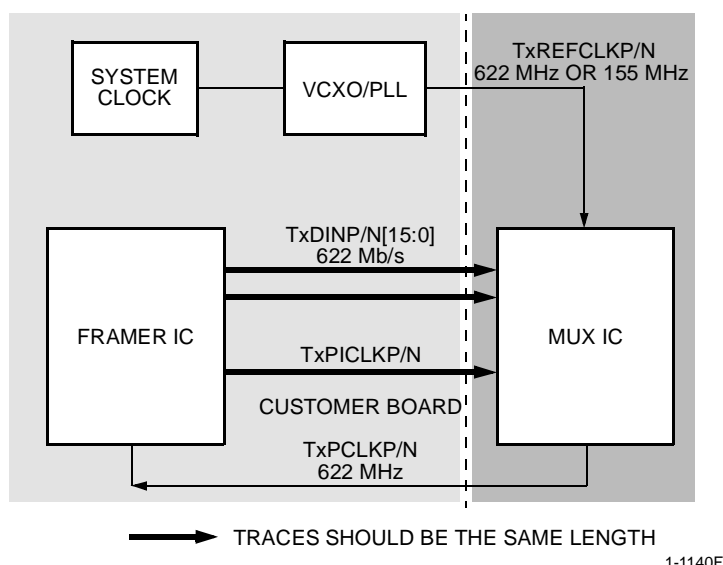 TxREFCLKP/N
622 MHz OR 155 MHz
SYSTEM
CLOCK
VCXO/PLL
TxDINP/N[15:0]
622 Mb/s
FRAMER IC
MUX IC
TxPICLKP/N
CUSTOMER BOARD
TxPCLKP/N
622 MHz
TRACES SHOULD BE THE SAME LENGTH
1-1140F